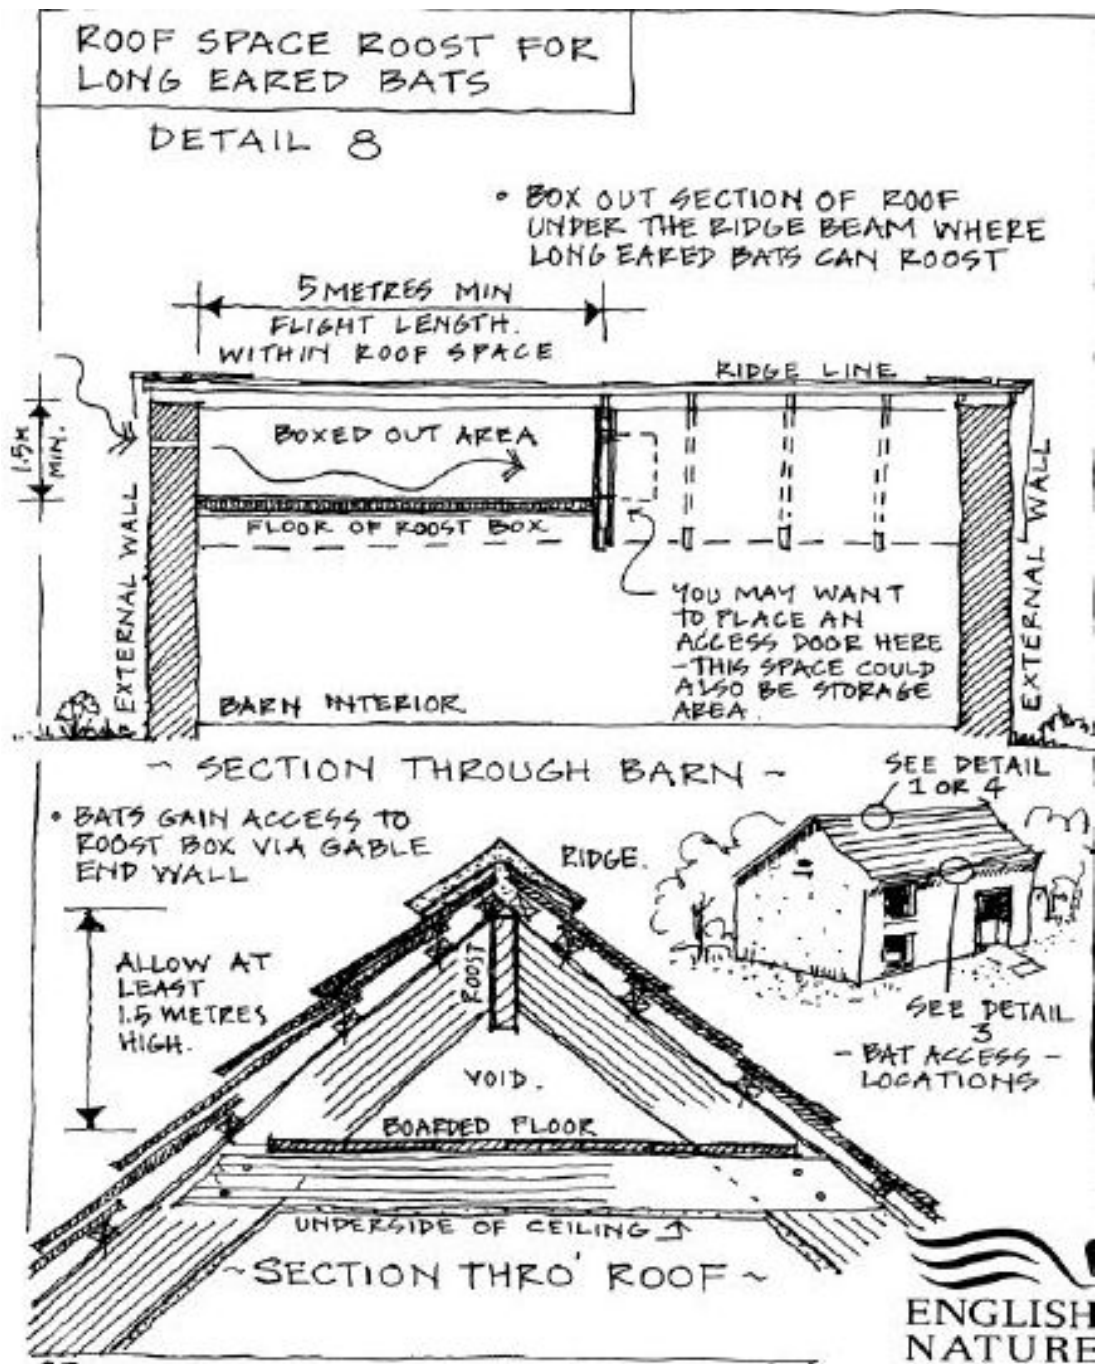 ROOF SPACE ROOST FOR
LONG EARED BATS
DETAIL 8
• BOX OUT SECTION OF ROOF
UNDER THE RIDGE BEAM WHERE
LONG EARED BATS CAN ROOST
5 METRES MIN
FLIGHT LENGTH.
WITHIN ROOF SPACE
RIDGE LINE
1.5M
MIN.
BOXED OUT AREA
FLOOR OF ROOST BOX
EXTERNAL WALL
EXTERNAL WALL
YOU MAY WANT
TO PLACE AN
ACCESS DOOR HERE
- THIS SPACE COULD
ALSO BE STORAGE
AREA.
BARN INTERIOR
~ SECTION THROUGH BARN ~
SEE DETAIL
1 OR 4
• BATS GAIN ACCESS TO
ROOST BOX VIA GABLE
END WALL
RIDGE.
ALLOW AT
LEAST
1.5 METRES
HIGH.
ROOST
SEE DETAIL
3
- BAT ACCESS -
LOCATIONS
VOID.
BOARDED FLOOR
UNDERSIDE OF CEILING
~ SECTION THRO' ROOF ~
ENGLISH
NATURE